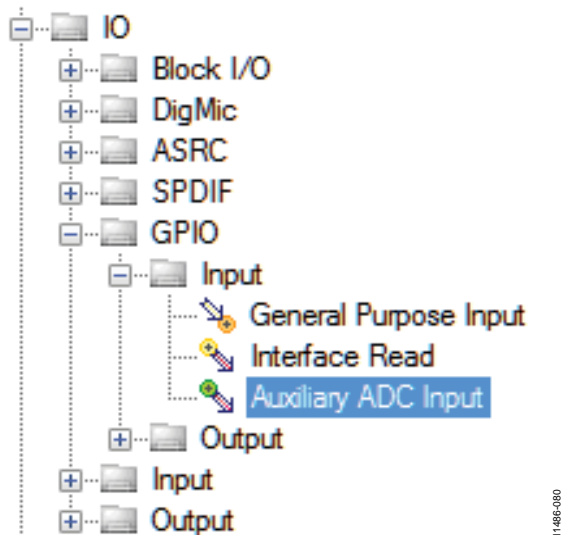 IO
Block I/O
DigMic
ASRC
SPDIF
GPIO
Input
General Purpose Input
Interface Read
Auxiliary ADC Input
Output
Input
Output
11486-080